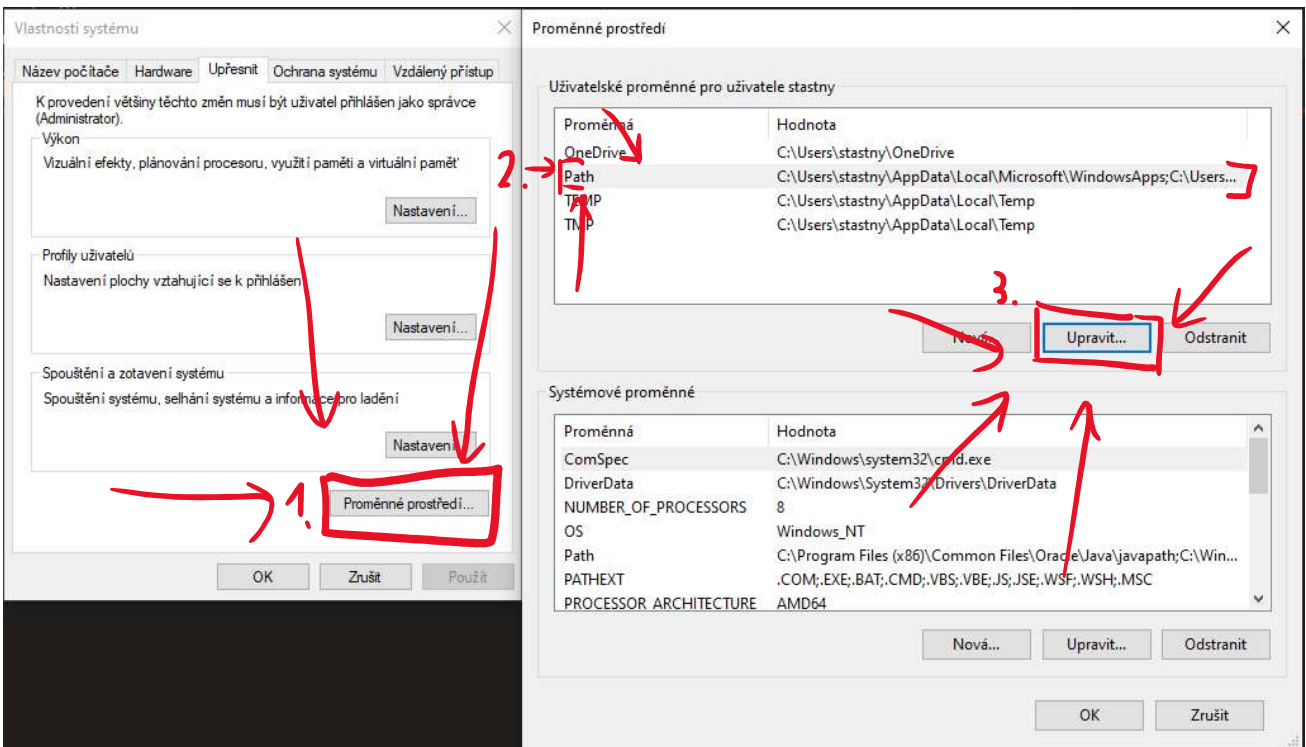 Vlastnosti systému
Název počítače Hardware Upřesnit Ochrana systému Vzdálený přístup
K provedení většiny těchto změn musí být uživatel přihlášen jako správce
(Administrator).
Výkon
Vizuální efekty, plánování procesoru, využití paměti a virtuální paměť
Nastavení...
Profily uživatelů
Nastavení plochy vztahující se k přihlášen
Nastavení...
Spouštění a zotavení systému
Spouštění systému, selhání systému a informace pro ladění
Nastavení...
1.
Proměnné prostředí...
OK Zrušit Použít
Proměnné prostředí
Uživatelské proměnné pro uživatele stastny
Proměnná Hodnota
OneDrive C:\Users\stastny\OneDrive
2. Path C:\Users\stastny\AppData\Local\Microsoft\WindowsApps;C:\Users...
TEMP C:\Users\stastny\AppData\Local\Temp
TMP C:\Users\stastny\AppData\Local\Temp
3.
Nová... Upravit... Odstranit
Systémové proměnné
Proměnná Hodnota
ComSpec C:\Windows\system32\cmd.exe
DriverData C:\Windows\System32\Drivers\DriverData
NUMBER_OF_PROCESSORS 8
OS Windows_NT
Path C:\Program Files (x86)\Common Files\Oracle\Java\javapath;C:\Win...
PATHEXT .COM;.EXE;.BAT;.CMD;.VBS;.VBE;.JS;.JSE;.WSF;.WSH;.MSC
PROCESSOR_ARCHITECTURE AMD64
Nová... Upravit... Odstranit
OK Zrušit